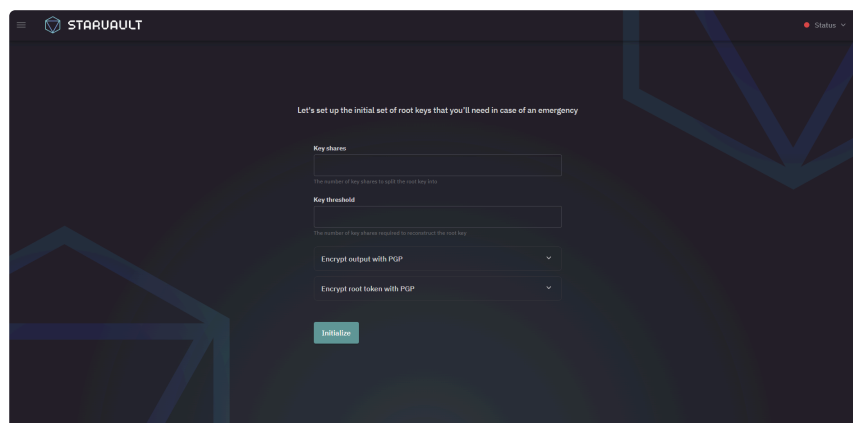 STARVAULT
Status
Let's set up the initial set of root keys that you'll need in case of an emergency
Key shares
The number of key shares to split the root key into
Key threshold
The number of key shares required to reconstruct the root key
Encrypt output with PGP
Encrypt root token with PGP
Initialize